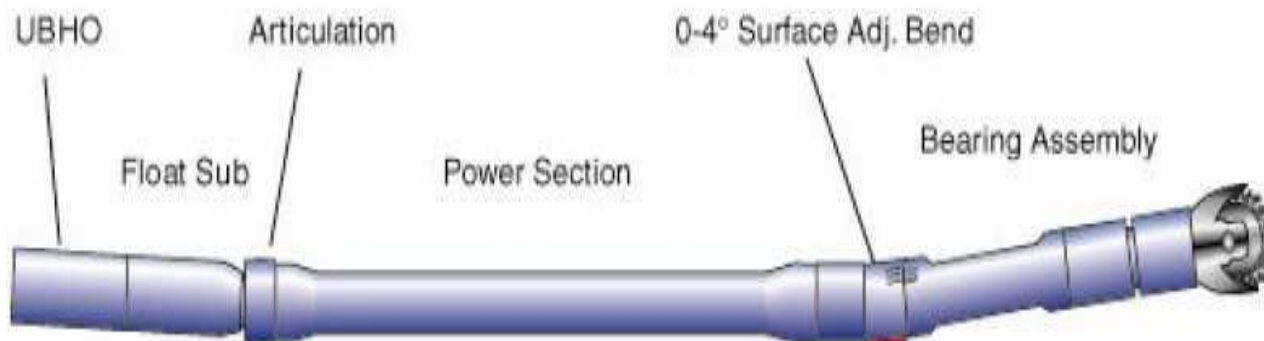 UBHO
Articulation
0-4° Surface Adj. Bend
Bearing Assembly
Float Sub
Power Section